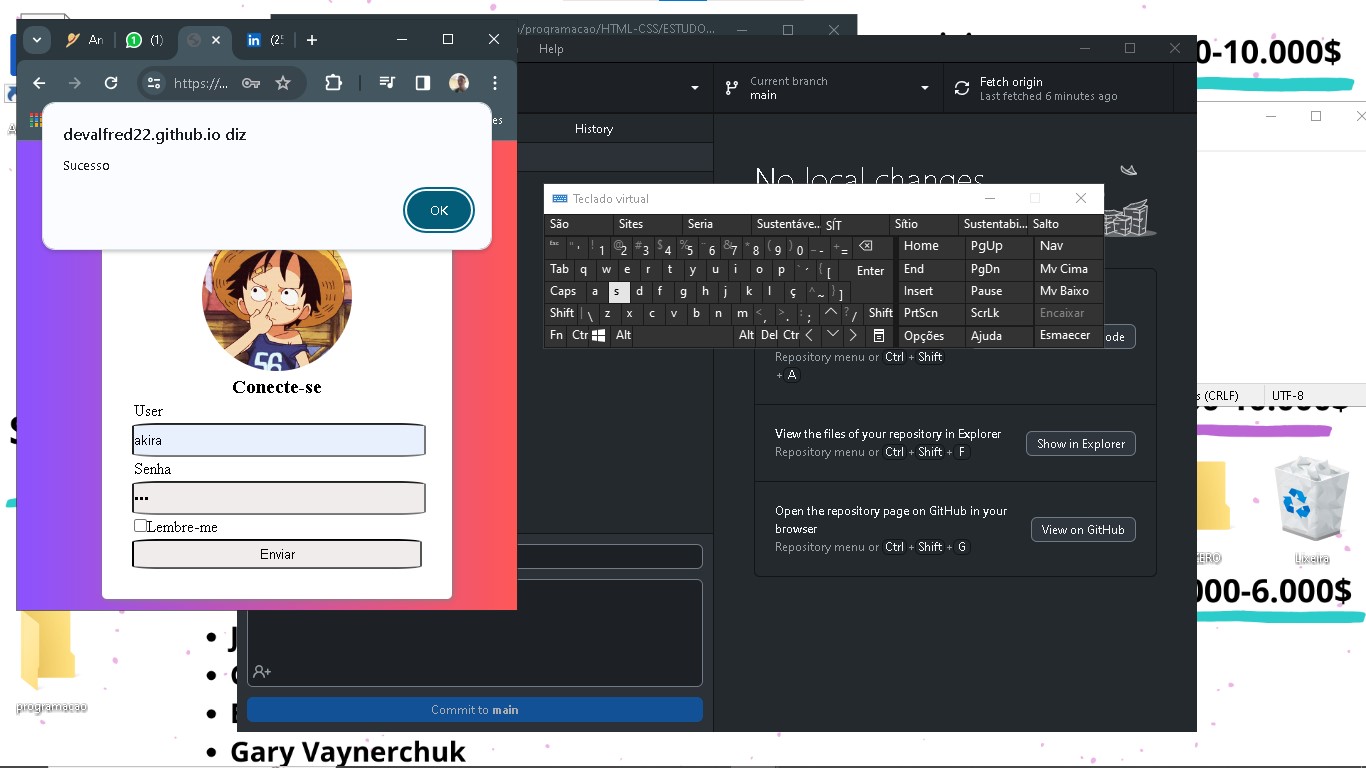 /programacao/HTML-CSS/ESTUDO...
Help
Current branch
main
Fetch origin
Last fetched 6 minutes ago
History
No local changes
An
(1)
https://...
es
devalfred22.github.io diz
Sucesso
OK
56
Conecte-se
User
akira
Senha
•••
Lembre-me
Enviar
Teclado virtual
São Sites Seria Sustentáve... SÍT Sítio Sustentabi... Salto
Esc " ' ! 1 @ 2 # 3 $ 4 % 5 ¨ 6 & 7 * 8 ( 9 ) 0 _ - + = Home PgUp Nav
Tab q w e r t y u i o p ` ´ { [ Enter End PgDn Mv Cima
Caps a s d f g h j k l ç ^ ~ } ] Insert Pause Mv Baixo
Shift | \ z x c v b n m < , > . : ; ? / Shift PrtScn ScrLk Encaixar
Fn Ctr Alt Alt Del Ctr Opções Ajuda Esmaecer
ode
Repository menu or Ctrl + Shift
+ A
View the files of your repository in Explorer
Repository menu or Ctrl + Shift + F
Show in Explorer
Open the repository page on GitHub in your
browser
Repository menu or Ctrl + Shift + G
View on GitHub
Commit to main
0-10.000$
(CRLF)
UTF-8
ERO
Lixeira
000-6.000$
programacao
• Gary Vaynerchuk